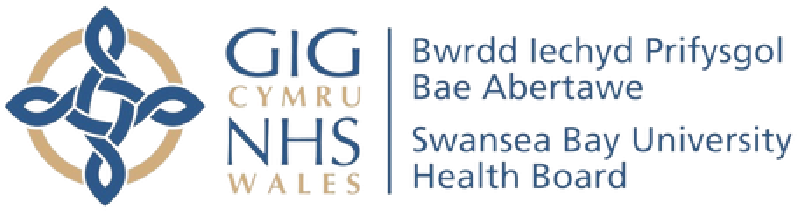 GIG
CYMRU
NHS
WALES
Bwrdd Iechyd Prifysgol
Bae Abertawe
Swansea Bay University
Health Board